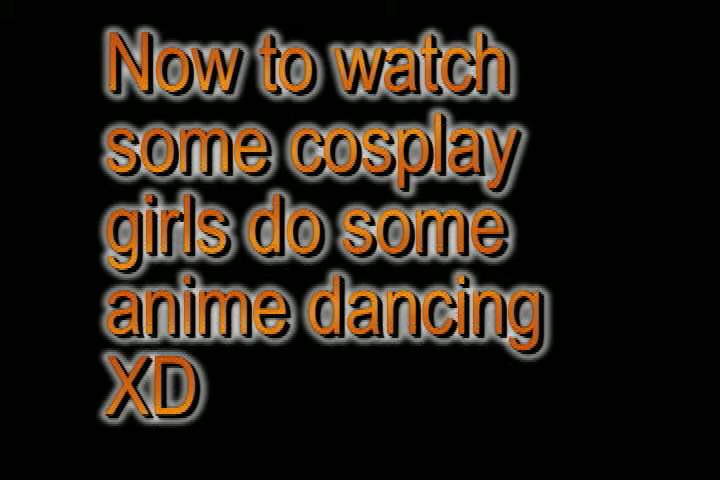 Now to watch
some cosplay
girls do some
anime dancing
XD